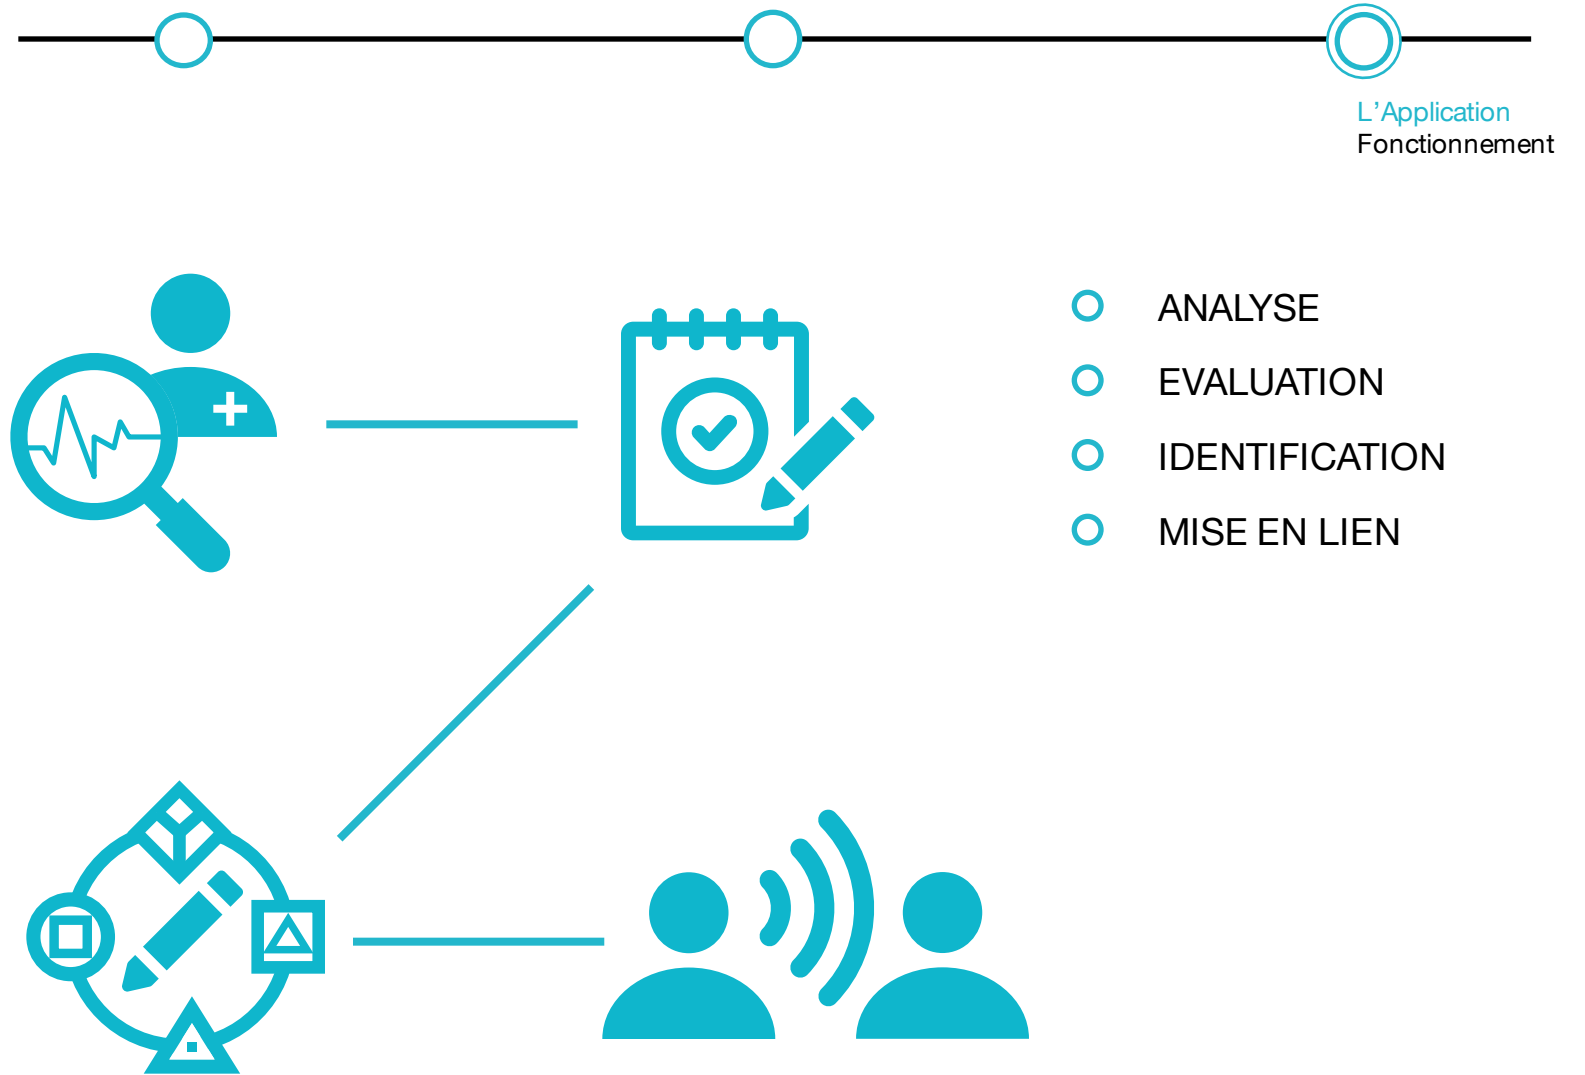 L’Application
Fonctionnement
ANALYSE
EVALUATION
IDENTIFICATION
MISE EN LIEN